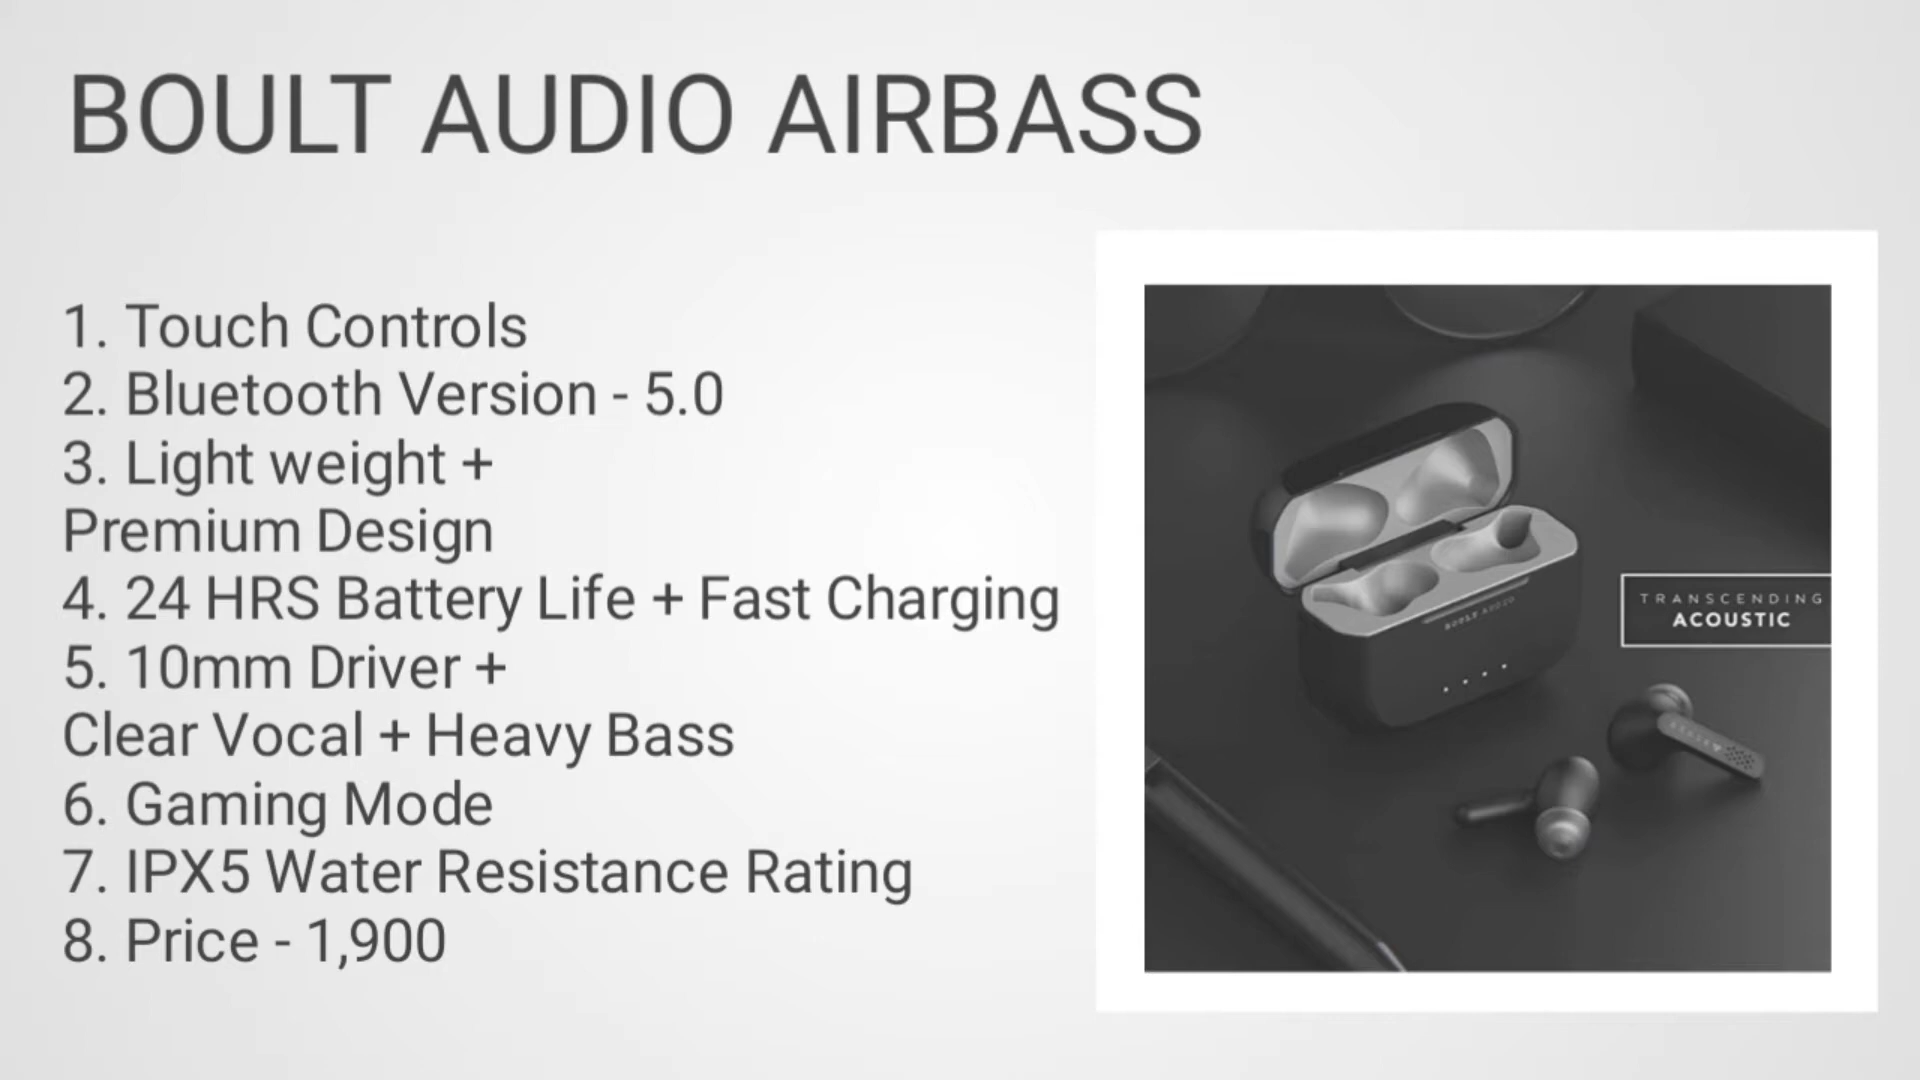 BOULT AUDIO AIRBASS
1. Touch Controls
2. Bluetooth Version - 5.0
3. Light weight +
Premium Design
4. 24 HRS Battery Life + Fast Charging
5. 10mm Driver +
Clear Vocal + Heavy Bass
6. Gaming Mode
7. IPX5 Water Resistance Rating
8. Price - 1,900
BOULT AUDIO
TRANSCENDING
ACOUSTIC